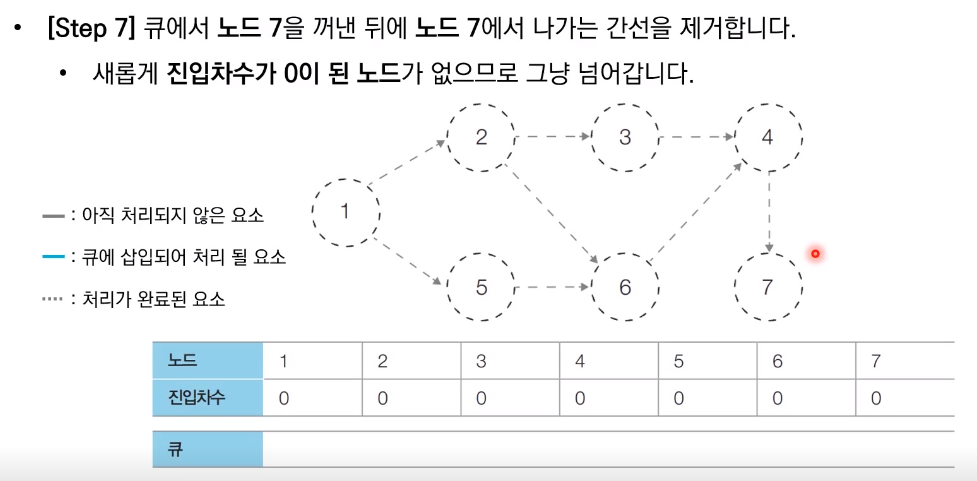 • [Step 7] 큐에서 노드 7을 꺼낸 뒤에 노드 7에서 나가는 간선을 제거합니다.
• 새롭게 진입차수가 0이 된 노드가 없으므로 그냥 넘어갑니다.
2 3 4
1
: 아직 처리되지 않은 요소
: 큐에 삽입되어 처리 될 요소
5 6 7
: 처리가 완료된 요소
노드 1 2 3 4 5 6 7
진입차수 0 0 0 0 0 0 0
큐